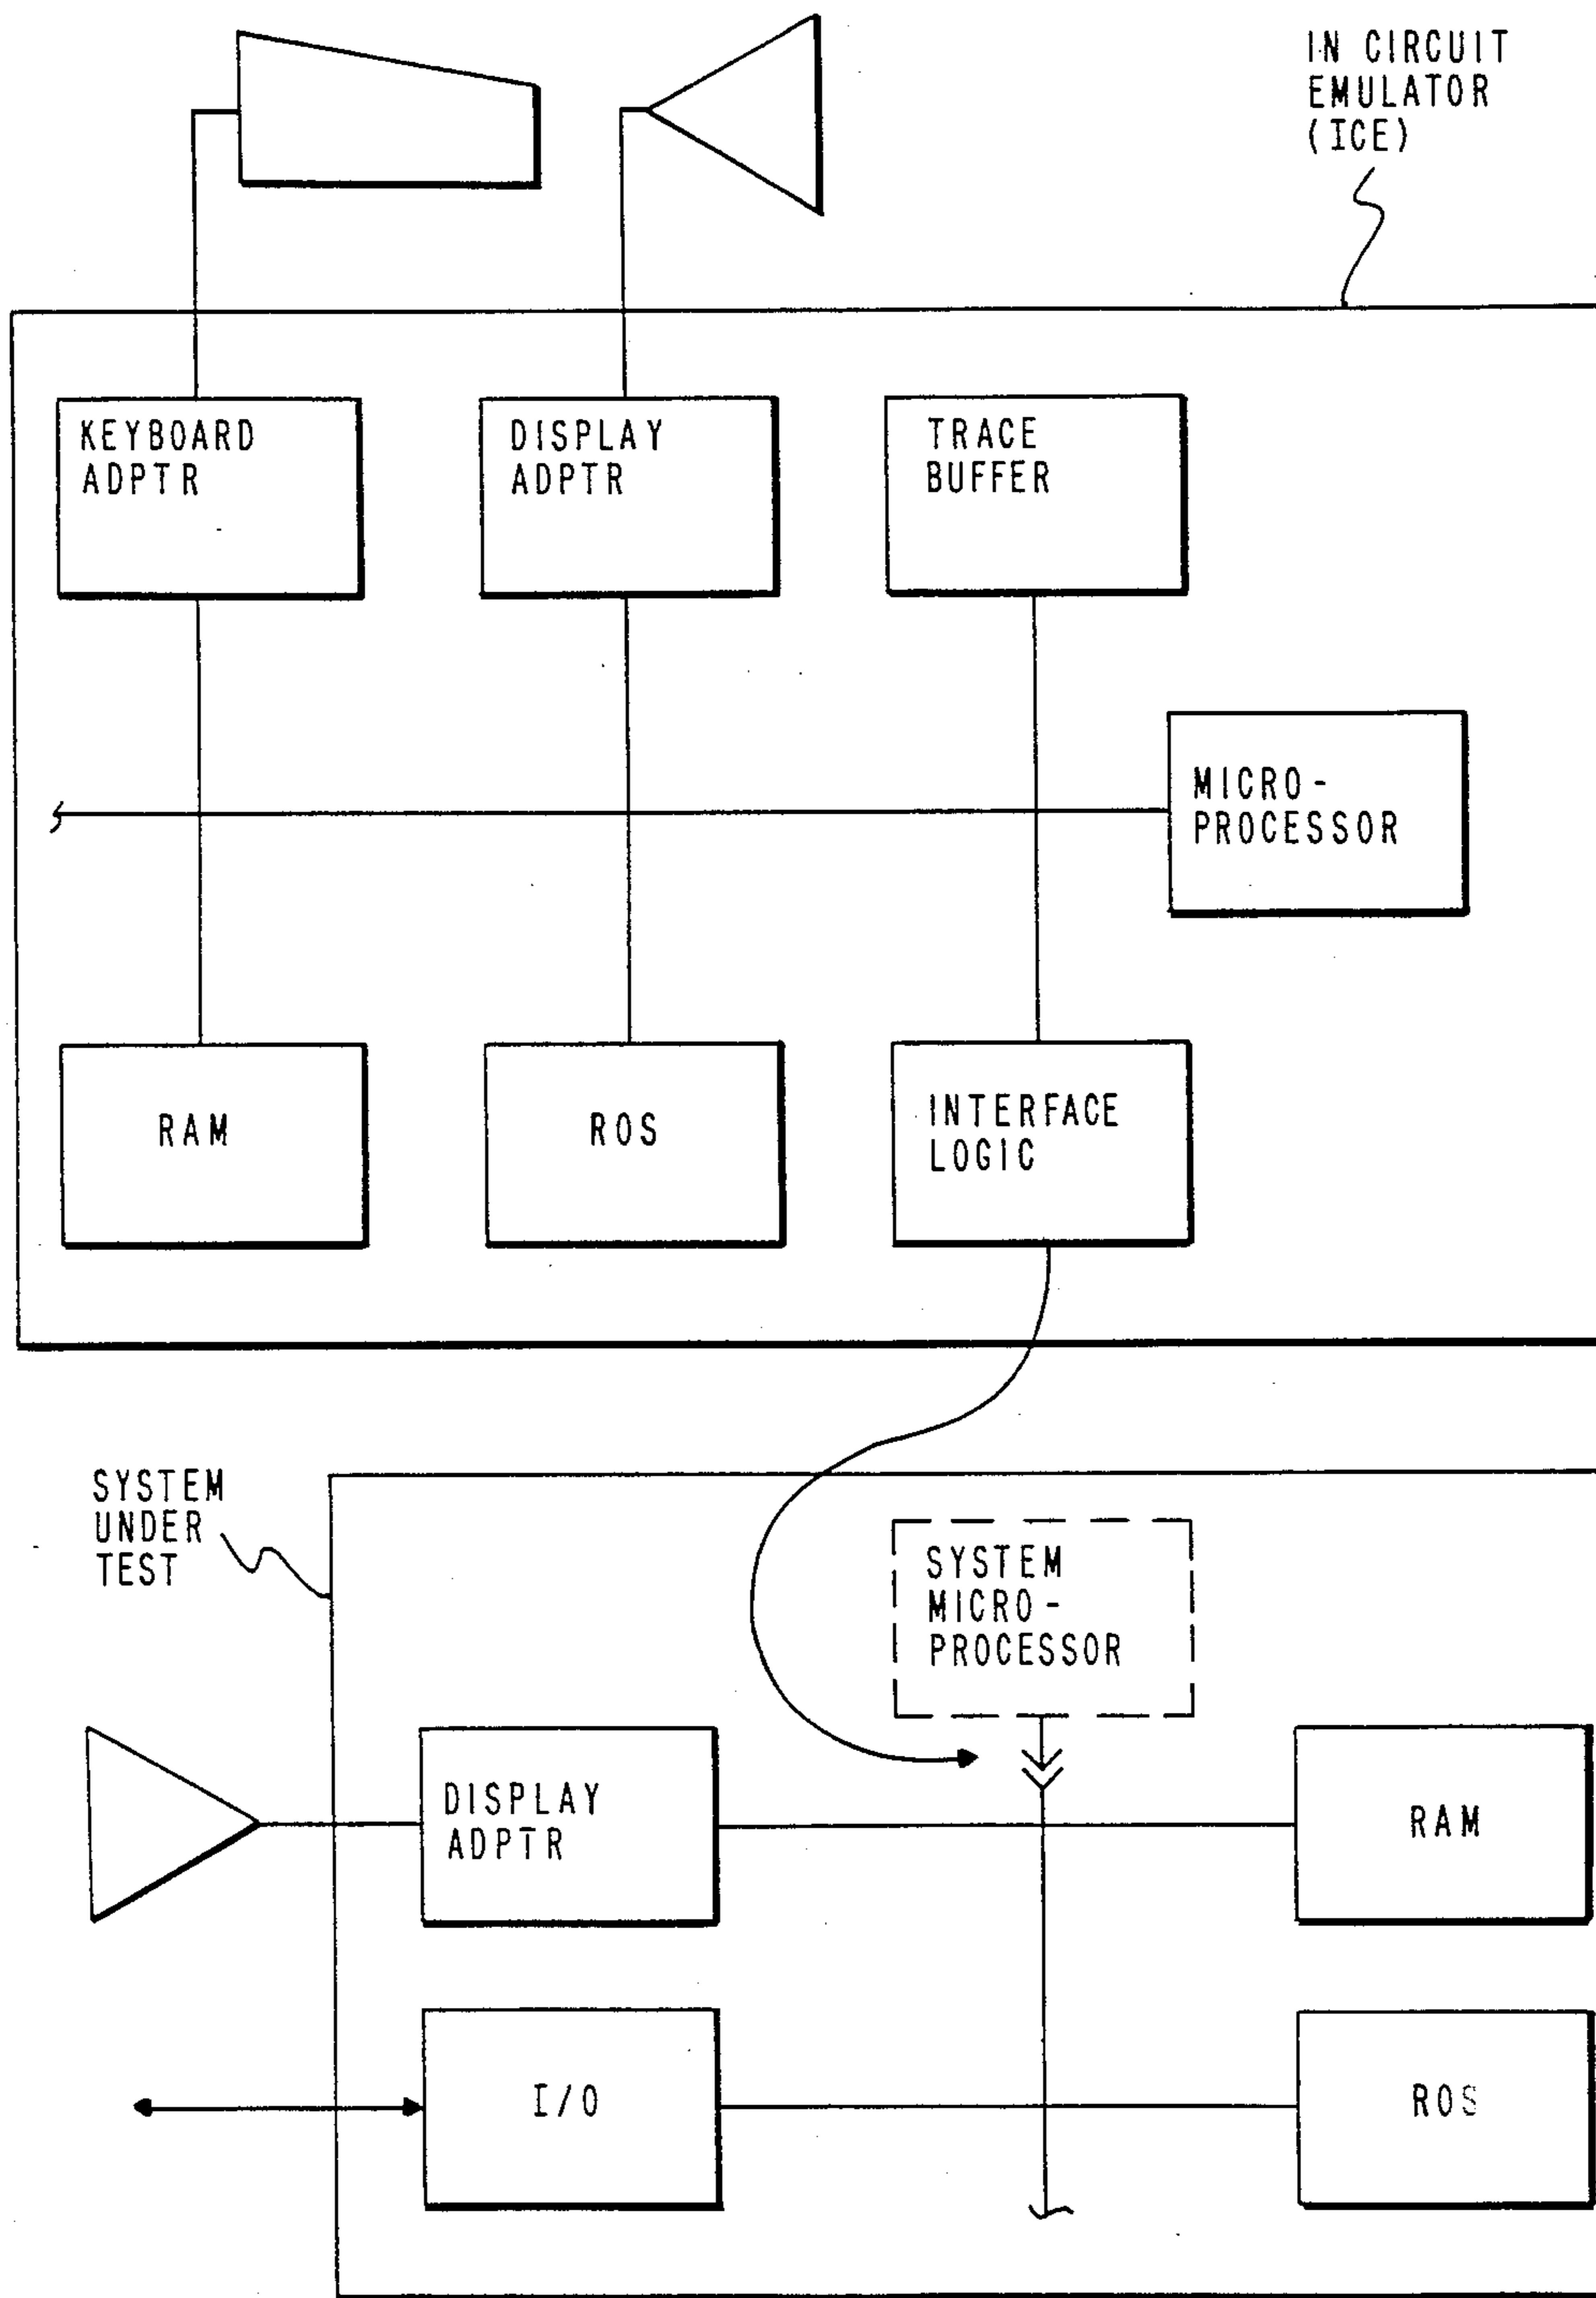 IN CIRCUIT
EMULATOR
(ICE)
KEYBOARD
ADPTR
DISPLAY
ADPTR
TRACE
BUFFER
MICRO-
PROCESSOR
RAM
ROS
INTERFACE
LOGIC
SYSTEM
UNDER
TEST
SYSTEM
MICRO-
PROCESSOR
DISPLAY
ADPTR
RAM
I/O
ROS